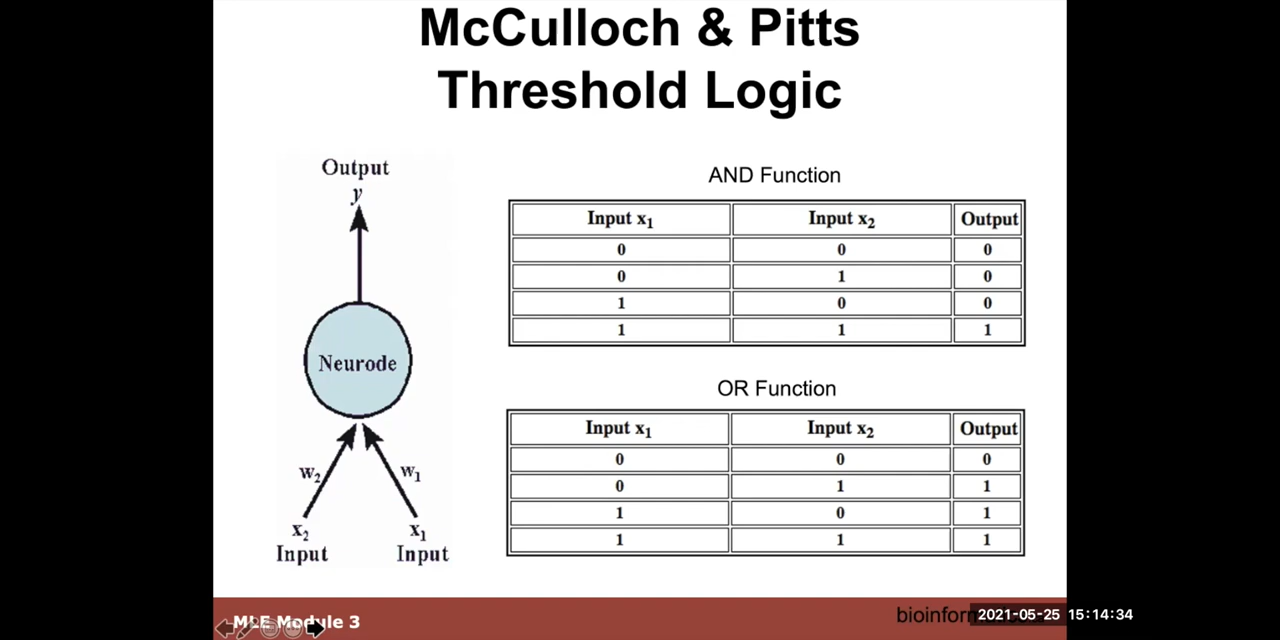 McCulloch & Pitts
Threshold Logic
Output
y
Neurode
w₂
w₁
x₂
x₁
Input
Input
AND Function
Input x₁ Input x₂ Output
0 0 0
0 1 0
1 0 0
1 1 1
OR Function
Input x₁ Input x₂ Output
0 0 0
0 1 1
1 0 1
1 1 1
MLE Module 3
2021-05-25 15:14:34